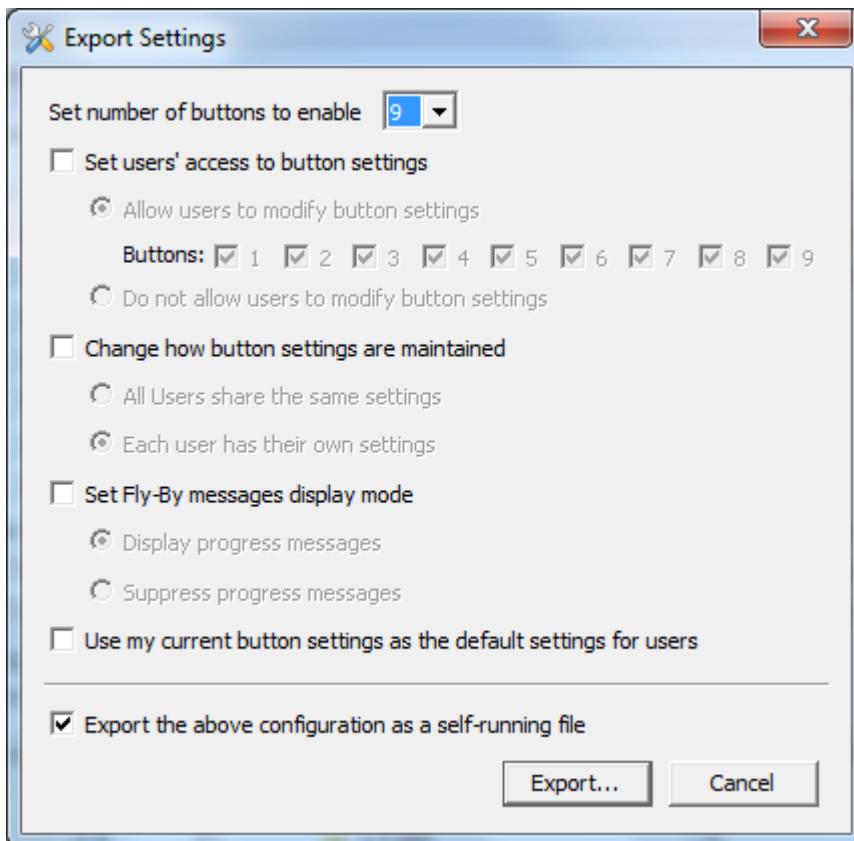 Export Settings
Set number of buttons to enable 9
Set users' access to button settings
Allow users to modify button settings
Buttons: 1 2 3 4 5 6 7 8 9
Do not allow users to modify button settings
Change how button settings are maintained
All Users share the same settings
Each user has their own settings
Set Fly-By messages display mode
Display progress messages
Suppress progress messages
Use my current button settings as the default settings for users
Export the above configuration as a self-running file
Export... Cancel